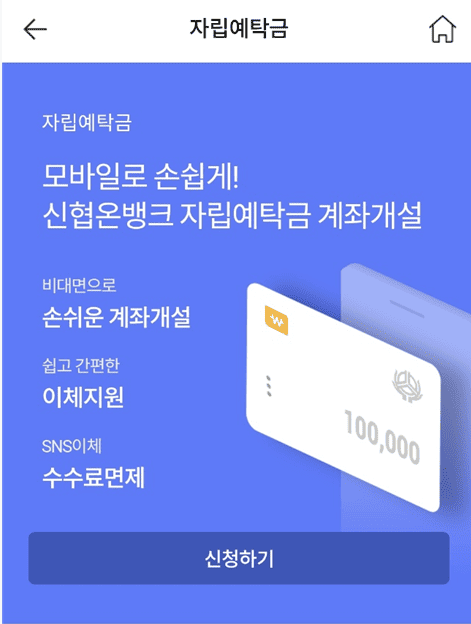 자립예탁금
자립예탁금
모바일로 손쉽게!
신협온뱅크 자립예탁금 계좌개설
비대면으로
손쉬운 계좌개설
쉽고 간편한
이체지원
SNS이체
수수료면제
₩
100,000
신청하기